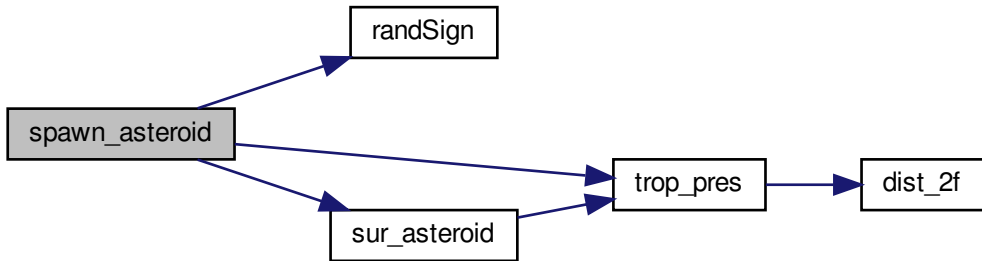 randSign
spawn_asteroid
trop_pres
dist_2f
sur_asteroid